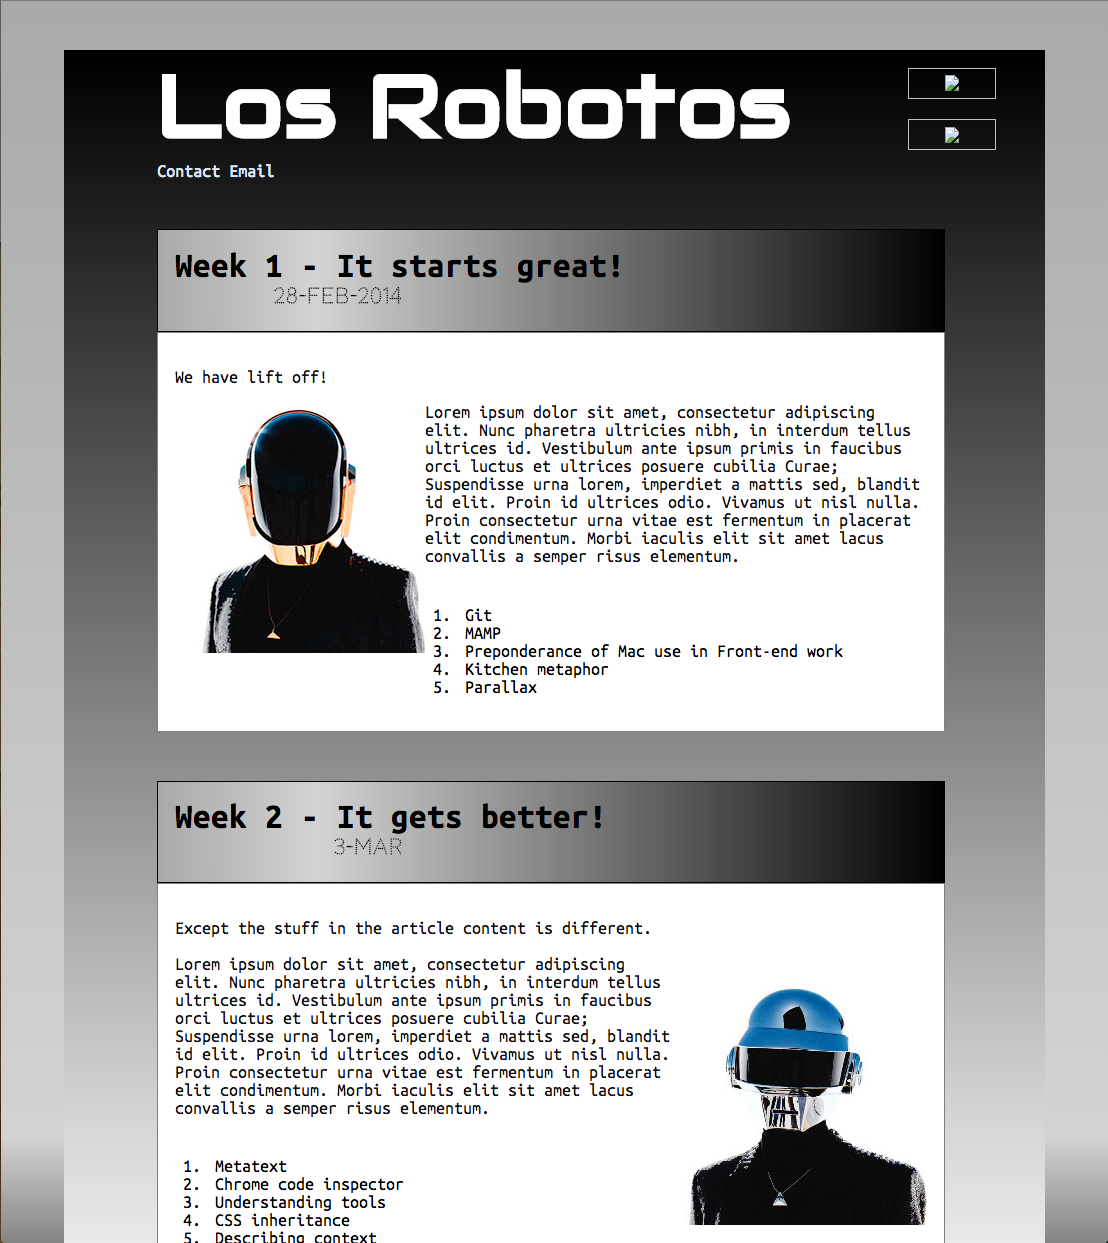 Los Robotos
Contact Email
Week 1 - It starts great!
28-FEB-2014
We have lift off!
Lorem ipsum dolor sit amet, consectetur adipiscing
elit. Nunc pharetra ultricies nibh, in interdum tellus
ultrices id. Vestibulum ante ipsum primis in faucibus
orci luctus et ultrices posuere cubilia Curae;
Suspendisse urna lorem, imperdiet a mattis sed, blandit
id elit. Proin id ultrices odio. Vivamus ut nisl nulla.
Proin consectetur urna vitae est fermentum in placerat
elit condimentum. Morbi iaculis elit sit amet lacus
convallis a semper risus elementum.
1. Git
2. MAMP
3. Preponderance of Mac use in Front-end work
4. Kitchen metaphor
5. Parallax
Week 2 - It gets better!
3-MAR
Except the stuff in the article content is different.
Lorem ipsum dolor sit amet, consectetur adipiscing
elit. Nunc pharetra ultricies nibh, in interdum tellus
ultrices id. Vestibulum ante ipsum primis in faucibus
orci luctus et ultrices posuere cubilia Curae;
Suspendisse urna lorem, imperdiet a mattis sed, blandit
id elit. Proin id ultrices odio. Vivamus ut nisl nulla.
Proin consectetur urna vitae est fermentum in placerat
elit condimentum. Morbi iaculis elit sit amet lacus
convallis a semper risus elementum.
1. Metatext
2. Chrome code inspector
3. Understanding tools
4. CSS inheritance
5. Describing context